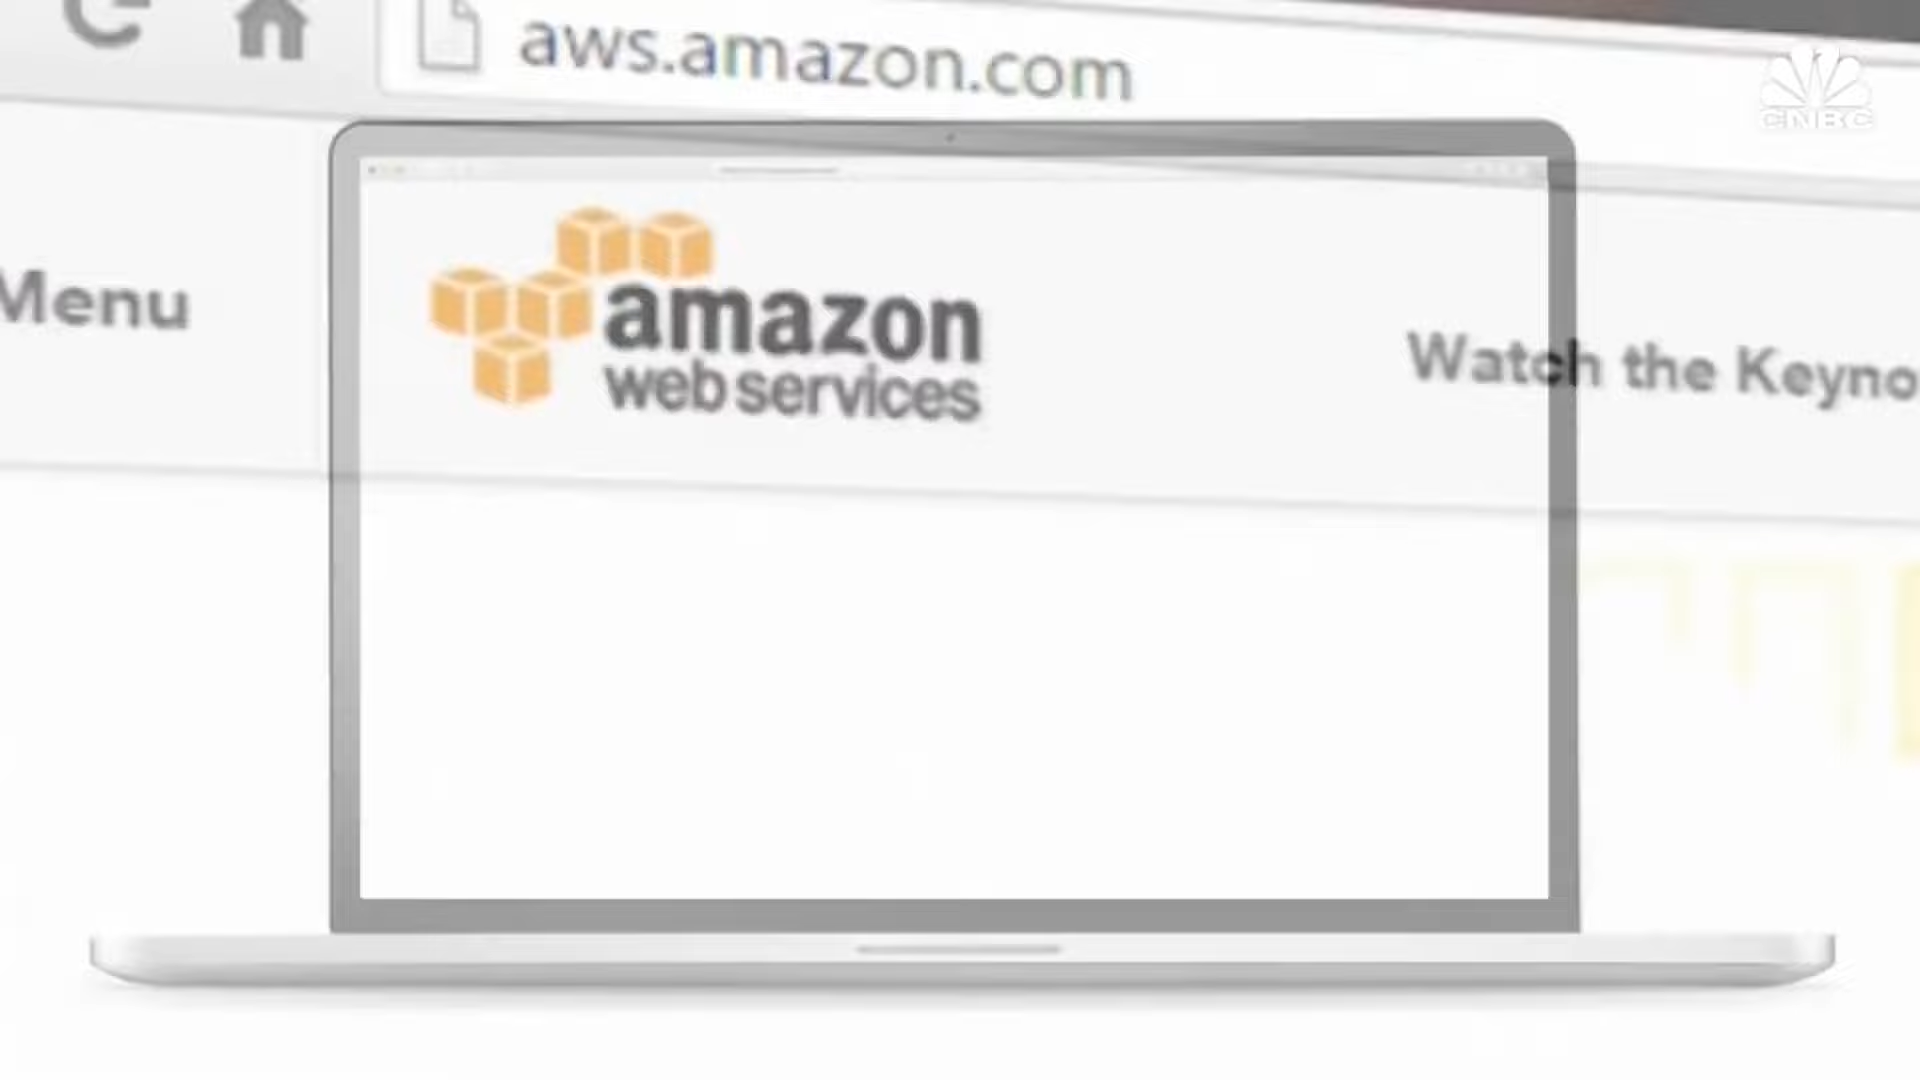 aws.amazon.com
CNBC
Menu
amazon
web services
Watch the Keyno